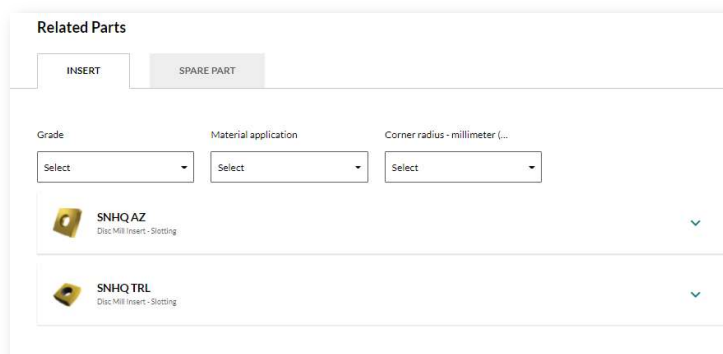 Related Parts
INSERT SPARE PART
Grade Material application Corner radius - millimeter (...
Select Select Select
SNHQ AZ
Disc Mill Insert - Slotting
SNHQ TRL
Disc Mill Insert - Slotting